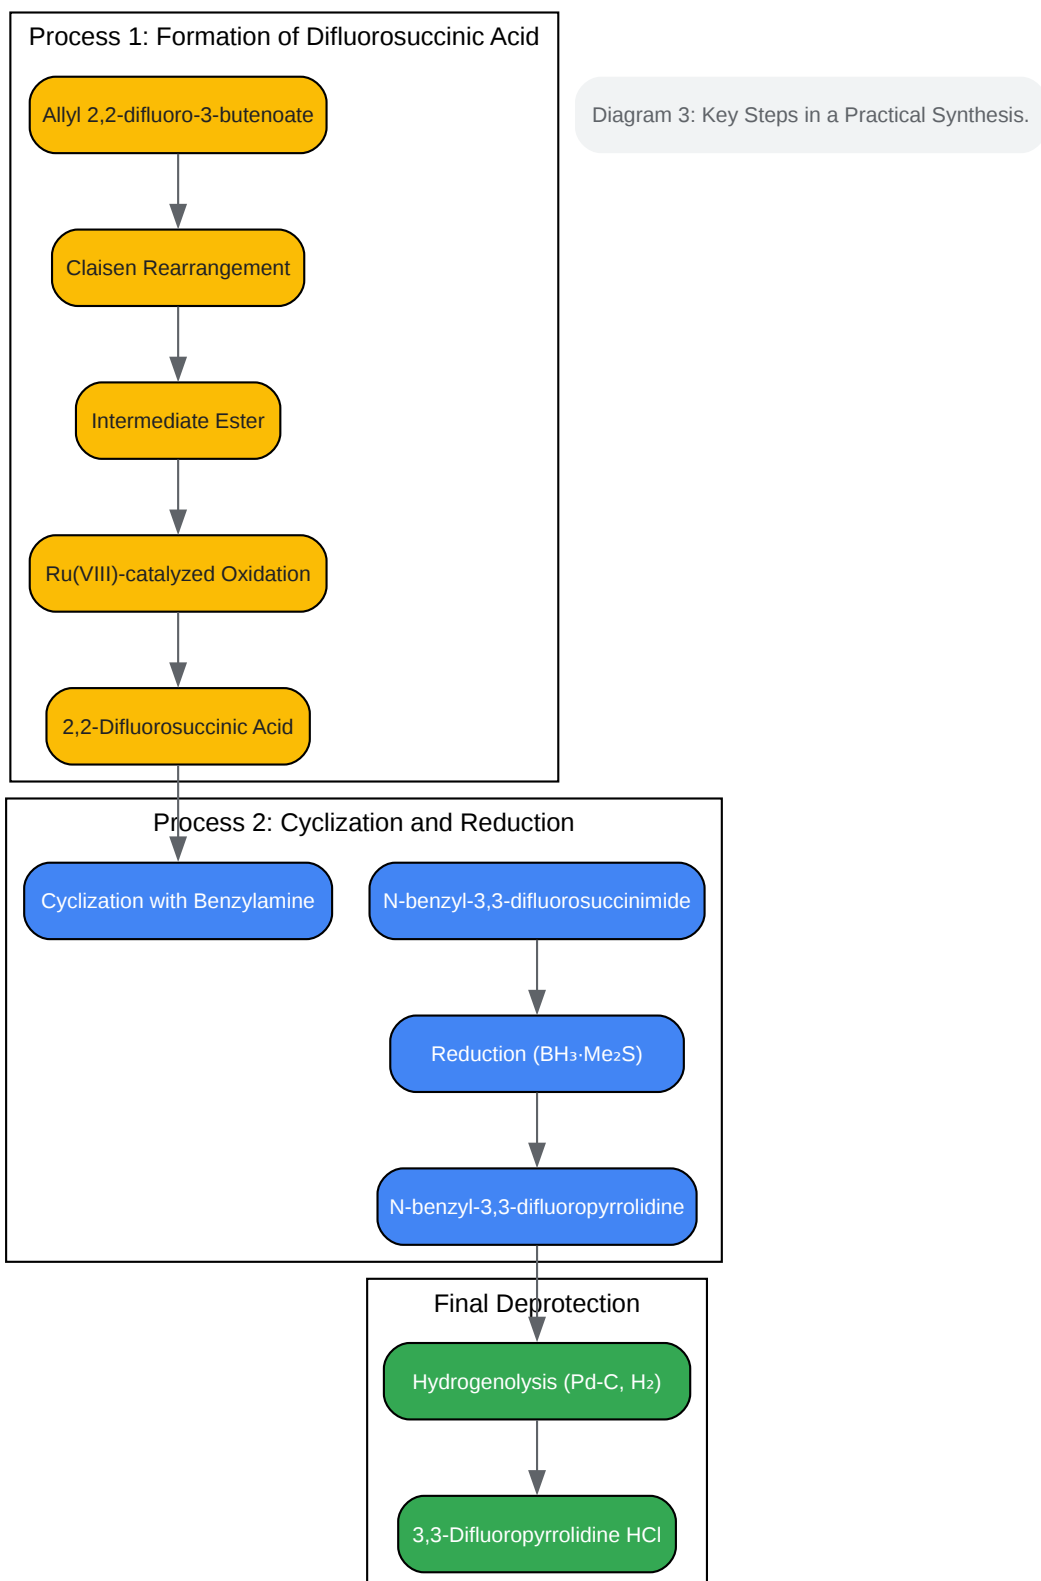 Process 1: Formation of Difluorosuccinic Acid
Allyl 2,2-difluoro-3-butenoate
Diagram 3: Key Steps in a Practical Synthesis.
Claisen Rearrangement
Intermediate Ester
Ru(VIII)-catalyzed Oxidation
2,2-Difluorosuccinic Acid
Process 2: Cyclization and Reduction
Cyclization with Benzylamine
N-benzyl-3,3-difluorosuccinimide
Reduction (BH₃·Me₂S)
N-benzyl-3,3-difluoropyrrolidine
Final Deprotection
Hydrogenolysis (Pd-C, H₂)
3,3-Difluoropyrrolidine HCl